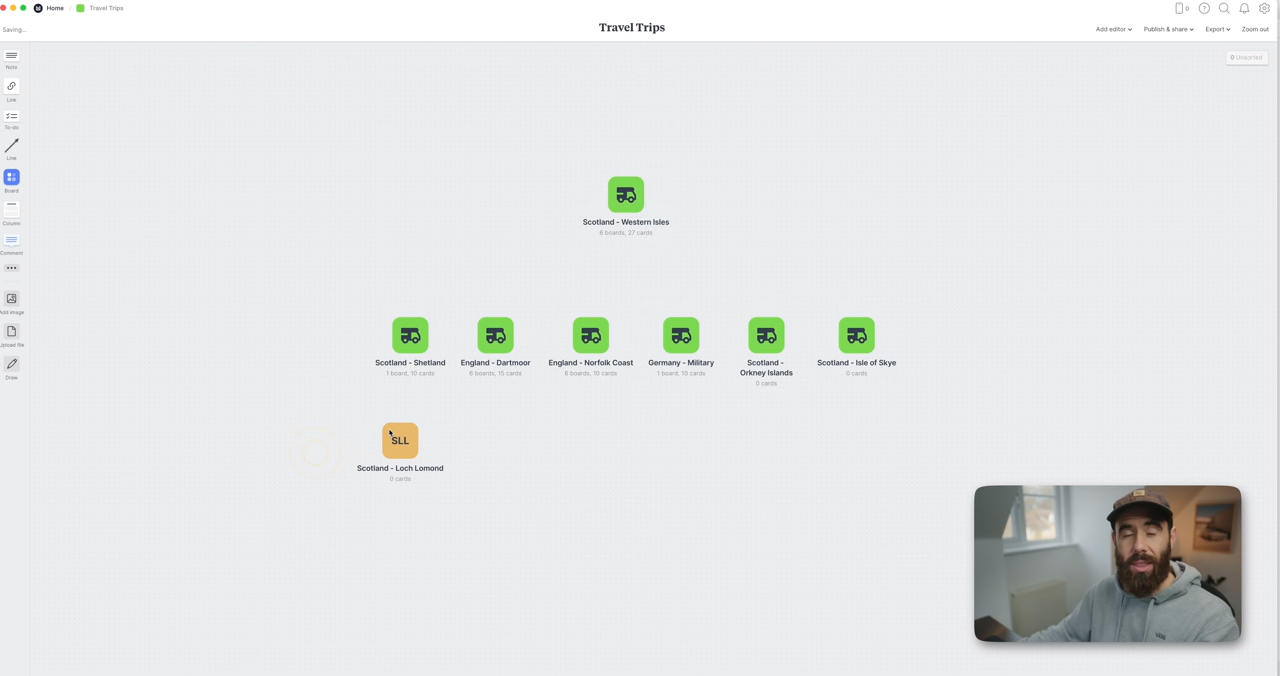 Home
Travel Trips
0
Saving...
Travel Trips
Add editor
Publish & share
Export
Zoom out
0 Unsorted
Note
Link
To-do
Line
Board
Column
Comment
Add image
Upload file
Draw
Scotland - Western Isles
6 boards, 27 cards
Scotland - Shetland
1 board, 10 cards
England - Dartmoor
6 boards, 15 cards
England - Norfolk Coast
6 boards, 10 cards
Germany - Military
1 board, 10 cards
Scotland -
Orkney Islands
0 cards
Scotland - Isle of Skye
0 cards
SLL
Scotland - Loch Lomond
0 cards